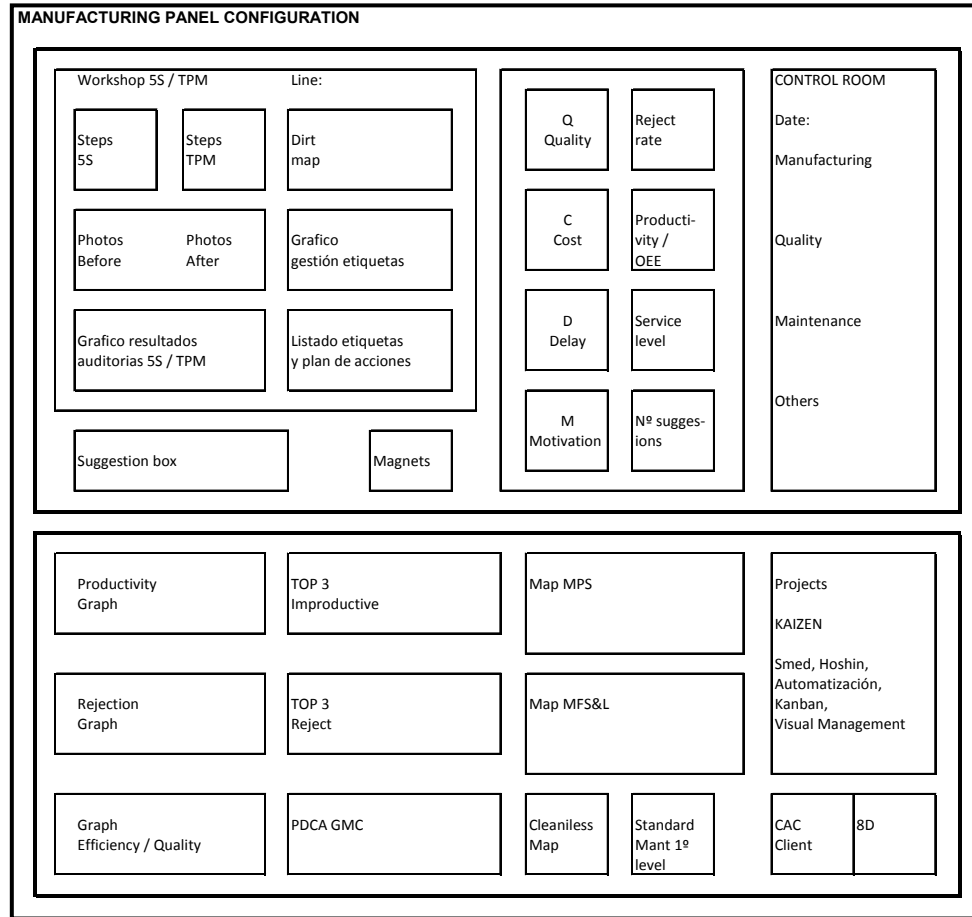 MANUFACTURING PANEL CONFIGURATION
Workshop 5S / TPM
Line:
Steps
5S
Steps
TPM
Dirt
map
Photos
Before
Photos
After
Grafico
gestión etiquetas
Grafico resultados
auditorias 5S / TPM
Listado etiquetas
y plan de acciones
Suggestion box
Magnets
Q
Quality
Reject
rate
C
Cost
Producti-
vity /
OEE
D
Delay
Service
level
M
Motivation
Nº sugges-
ions
CONTROL ROOM
Date:
Manufacturing
Quality
Maintenance
Others
Productivity
Graph
TOP 3
Improductive
Map MPS
Projects
KAIZEN
Smed, Hoshin,
Automatización,
Kanban,
Visual Management
Rejection
Graph
TOP 3
Reject
Map MFS&L
Graph
Efficiency / Quality
PDCA GMC
Cleaniless
Map
Standard
Mant 1º
level
CAC
Client
8D